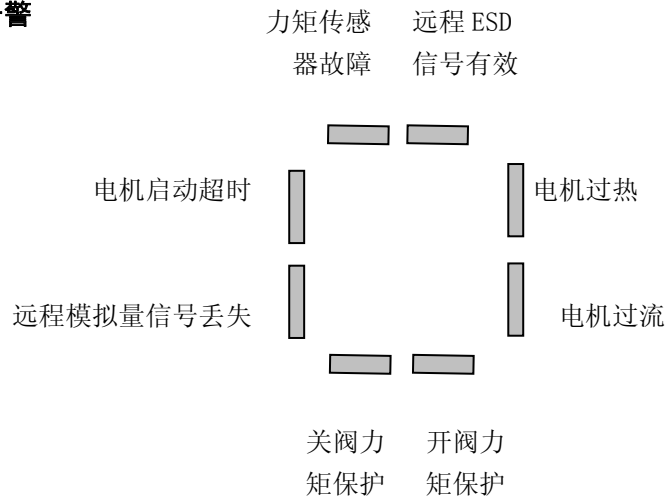 警
力矩传感
器故障
远程 ESD
信号有效
电机启动超时
电机过热
远程模拟量信号丢失
电机过流
关阀力
矩保护
开阀力
矩保护